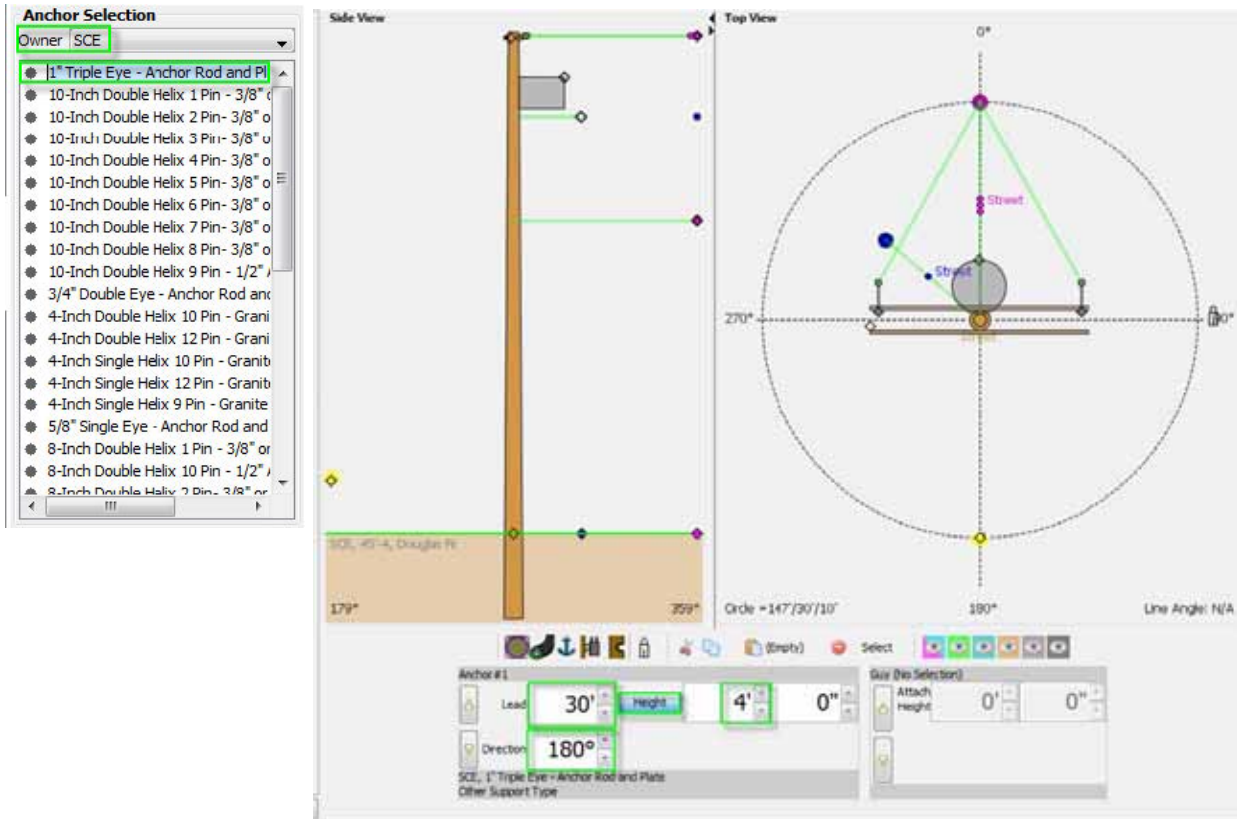 Anchor Selection
Owner SCE
1" Triple Eye - Anchor Rod and Pl
10-Inch Double Helix 1 Pin - 3/8" o
10-Inch Double Helix 2 Pin- 3/8" o
10-Inch Double Helix 3 Pin- 3/8" o
10-Inch Double Helix 4 Pin- 3/8" o
10-Inch Double Helix 5 Pin- 3/8" o
10-Inch Double Helix 6 Pin- 3/8" o
10-Inch Double Helix 7 Pin- 3/8" o
10-Inch Double Helix 8 Pin- 3/8" o
10-Inch Double Helix 9 Pin - 1/2"
3/4" Double Eye - Anchor Rod and
4-Inch Double Helix 10 Pin - Grani
4-Inch Double Helix 12 Pin - Grani
4-Inch Single Helix 10 Pin - Granit
4-Inch Single Helix 12 Pin - Granit
4-Inch Single Helix 9 Pin - Granite
5/8" Single Eye - Anchor Rod and
8-Inch Double Helix 1 Pin - 3/8" or
8-Inch Double Helix 10 Pin - 1/2"
8-Inch Double Helix 2 Pin- 3/8" or
Side View
SCE, 45'-4, Douglas Fir
179° 359°
Top View
0°
Street
Street
270°
Circle =147'/30'/10" 180° Line Angle: N/A
(Empty) Select
Anchor#1
Lead 30' Height 4' 0"
Direction 180°
SCE, 1" Triple Eye - Anchor Rod and Plate
Other Support Type
Guy (No Selection)
Attach Height 0' 0"